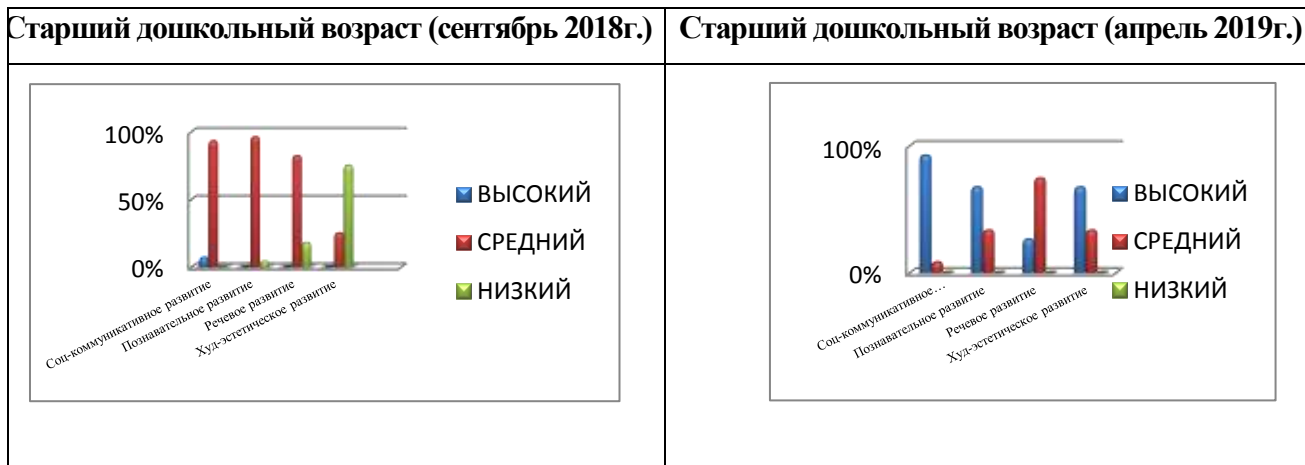 Старший дошкольный возраст (сентябрь 2018г.)
Старший дошкольный возраст (апрель 2019г.)
100%
50%
0%
Соц-коммуникативное развитие
Познавательное развитие
Речевое развитие
Худ-эстетическое развитие
ВЫСОКИЙ
СРЕДНИЙ
НИЗКИЙ
100%
0%
Соц-коммуникативное…
Познавательное развитие
Речевое развитие
Худ-эстетическое развитие
ВЫСОКИЙ
СРЕДНИЙ
НИЗКИЙ